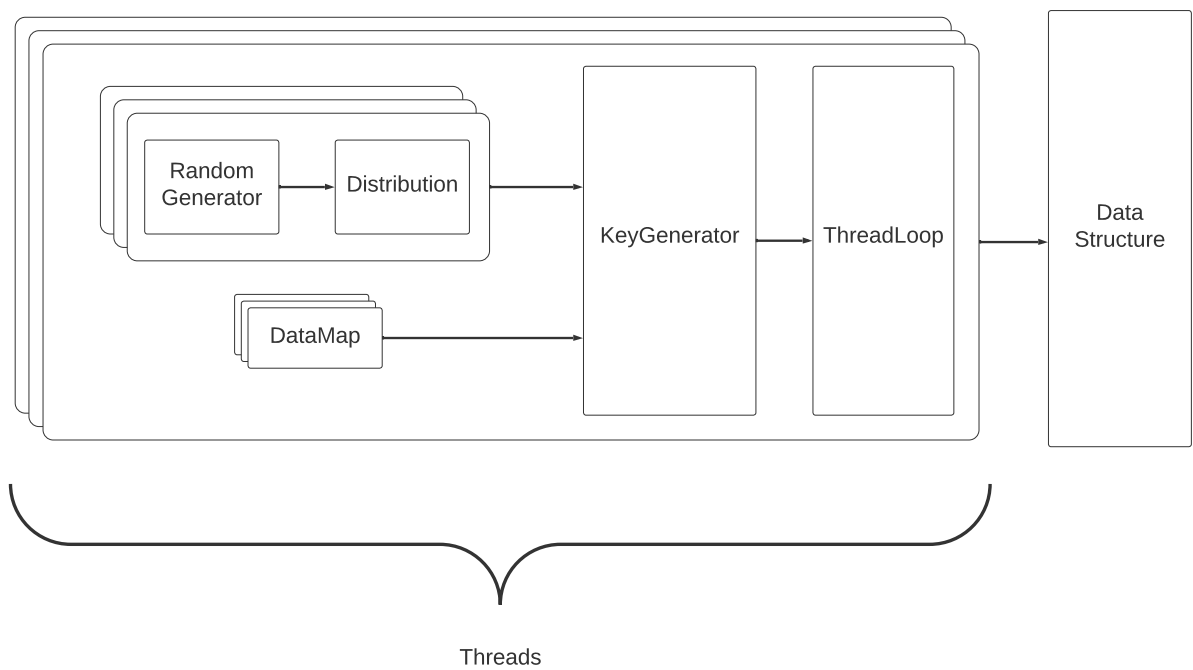 Random
Generator
Distribution
DataMap
KeyGenerator
ThreadLoop
Data
Structure
Threads